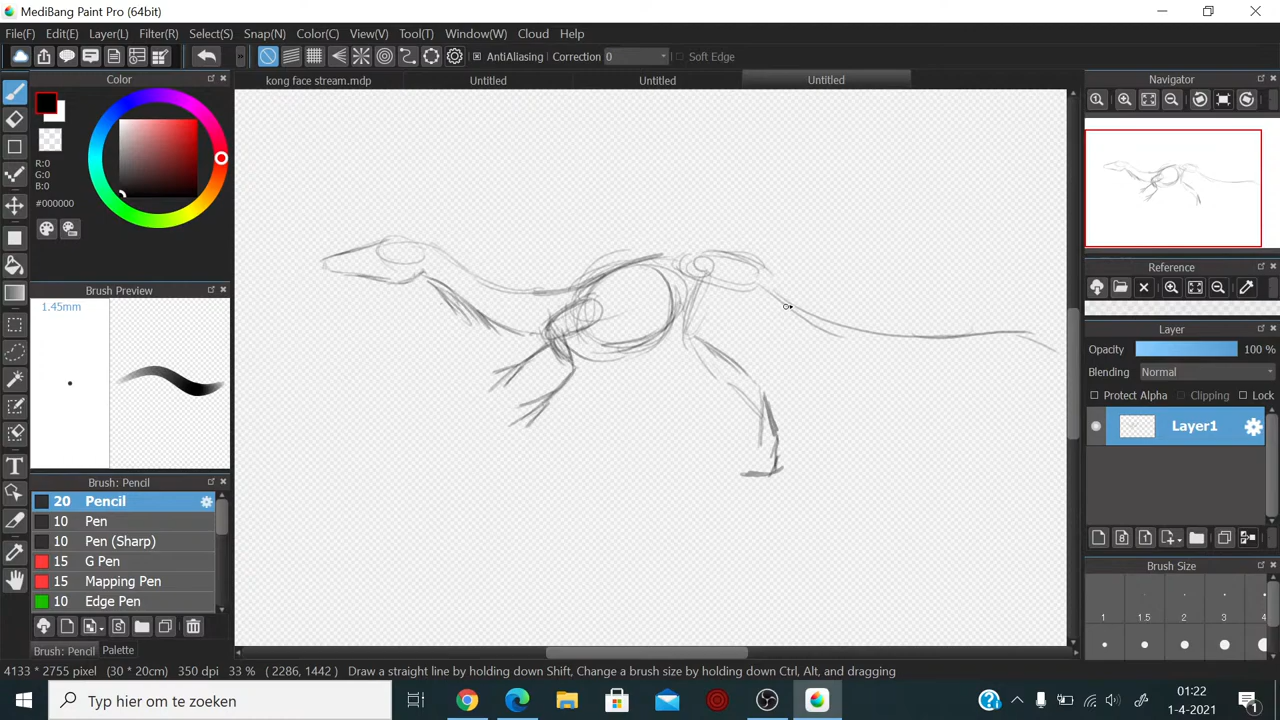 MediBang Paint Pro (64bit)
File(F) Edit(E) Layer(L) Filter(R) Select(S) Snap(N) Color(C) View(V) Tool(T) Window(W) Cloud Help
AntiAliasing Correction 0 Soft Edge
Color
kong face stream.mdp Untitled Untitled Untitled
Navigator
R:0
G:0
B:0
#000000
Reference
Brush Preview
1.45mm
Layer
Opacity 100 %
Blending Normal
Protect Alpha Clipping Lock
Layer1
Brush: Pencil
20 Pencil
10 Pen
10 Pen (Sharp)
15 G Pen
15 Mapping Pen
10 Edge Pen
Brush Size
1 1.5 2 3 4
Brush: Pencil Palette
4133 * 2755 pixel (30 * 20cm) 350 dpi 33 % ( 2286, 1442 ) Draw a straight line by holding down Shift, Change a brush size by holding down Ctrl, Alt, and dragging
Typ hier om te zoeken
01:22
1-4-2021
1